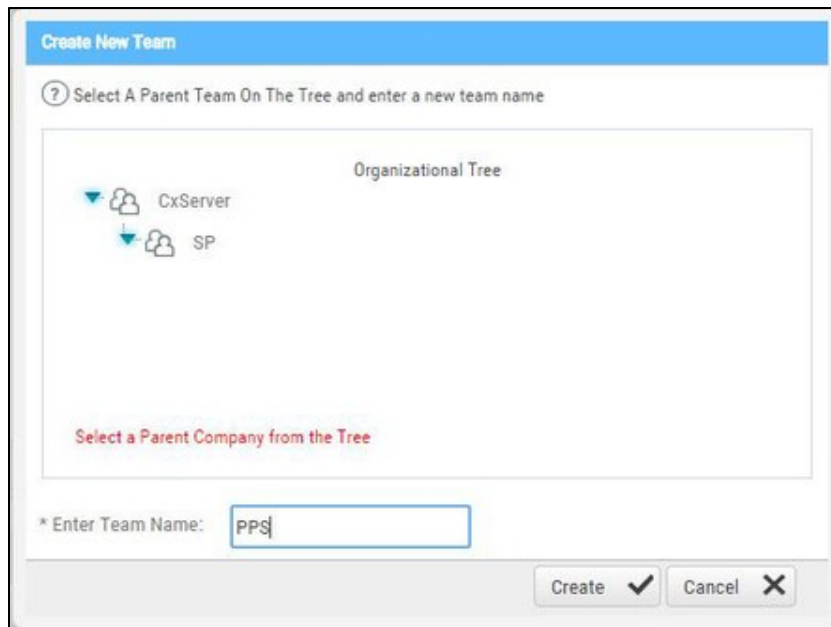 Create New Team
? Select A Parent Team On The Tree and enter a new team name
Organizational Tree
CxServer
SP
Select a Parent Company from the Tree
* Enter Team Name: PPS
Create Cancel